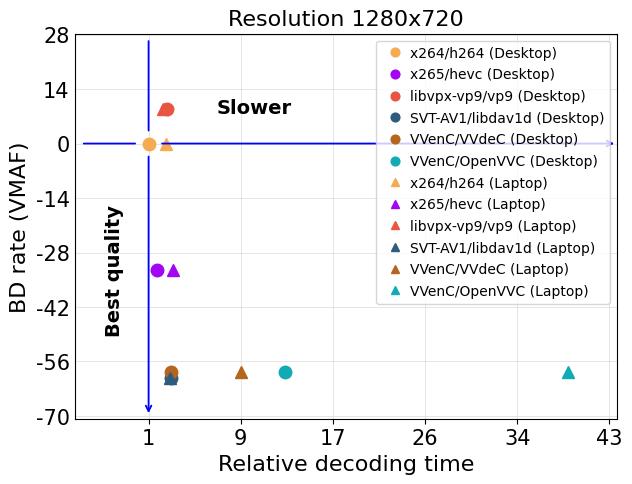 Resolution 1280x720
28
14
0
-14
-28
-42
-56
-70
BD rate (VMAF)
Slower
Best quality
x264/h264 (Desktop)
x265/hevc (Desktop)
libvpx-vp9/vp9 (Desktop)
SVT-AV1/libdav1d (Desktop)
VVenC/VVdeC (Desktop)
VVenC/OpenVVC (Desktop)
x264/h264 (Laptop)
x265/hevc (Laptop)
libvpx-vp9/vp9 (Laptop)
SVT-AV1/libdav1d (Laptop)
VVenC/VVdeC (Laptop)
VVenC/OpenVVC (Laptop)
1 9 17 26 34 43
Relative decoding time